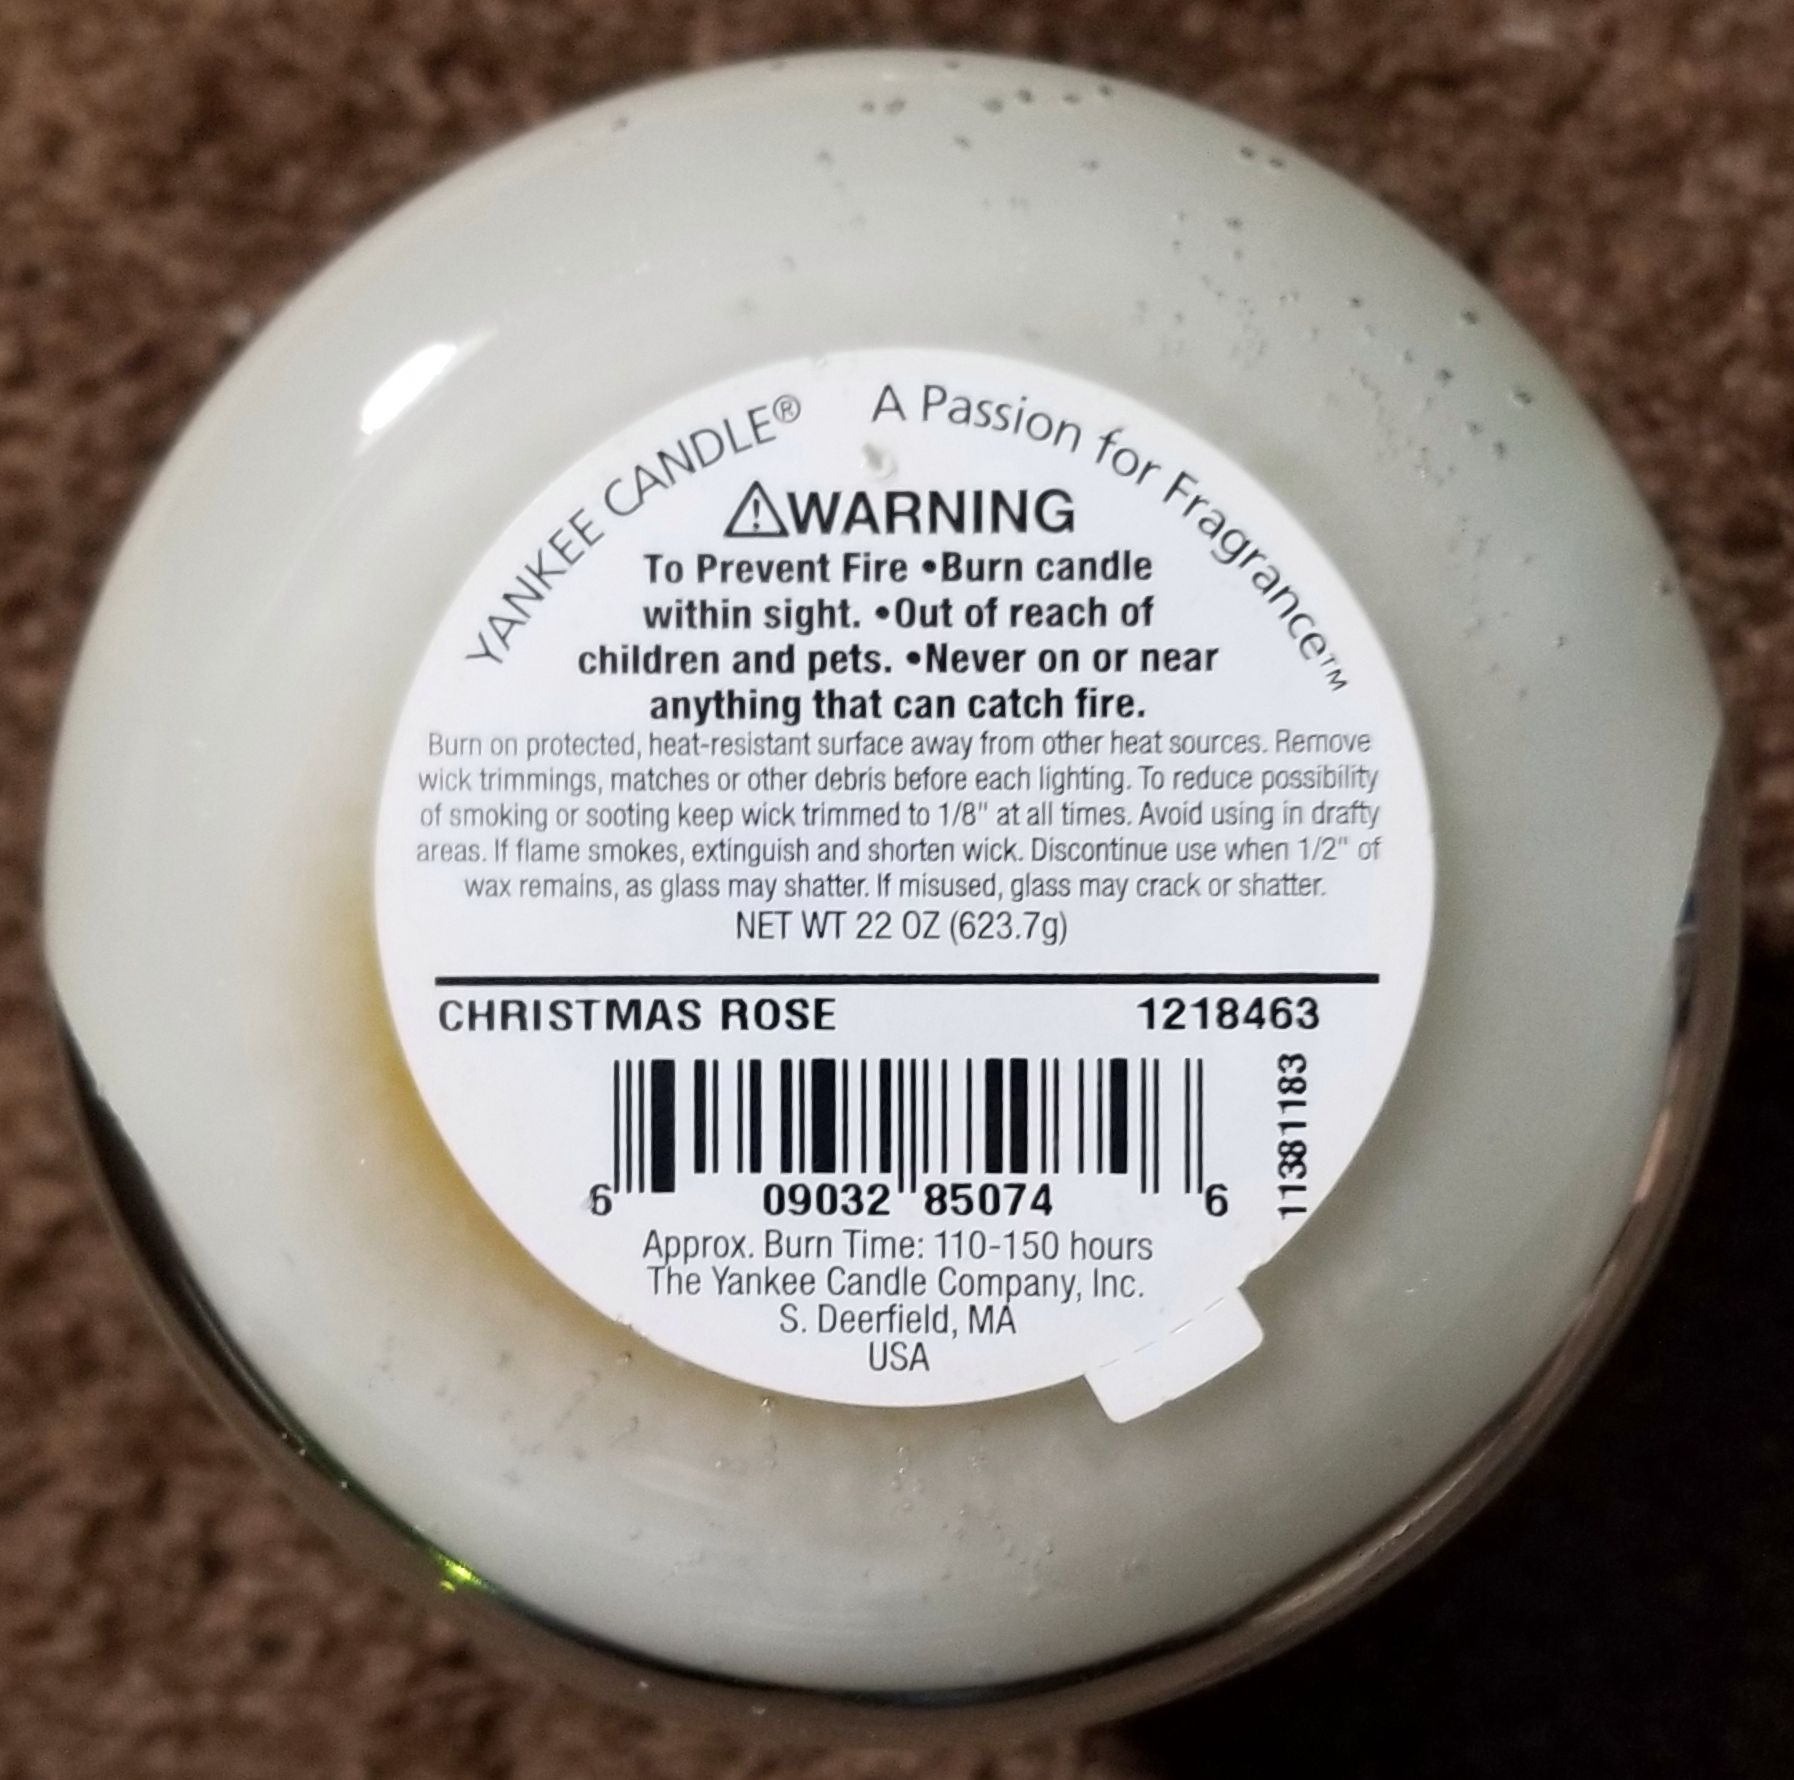 YANKEE CANDLE® A Passion for Fragrance™
⚠WARNING
To Prevent Fire •Burn candle
within sight. •Out of reach of
children and pets. •Never on or near
anything that can catch fire.
Burn on protected, heat-resistant surface away from other heat sources. Remove
wick trimmings, matches or other debris before each lighting. To reduce possibility
of smoking or sooting keep wick trimmed to 1/8" at all times. Avoid using in drafty
areas. If flame smokes, extinguish and shorten wick. Discontinue use when 1/2" of
wax remains, as glass may shatter. If misused, glass may crack or shatter.
NET WT 22 OZ (623.7g)
CHRISTMAS ROSE 1218463
11381183
6 09032 85074 6
Approx. Burn Time: 110-150 hours
The Yankee Candle Company, Inc.
S. Deerfield, MA
USA